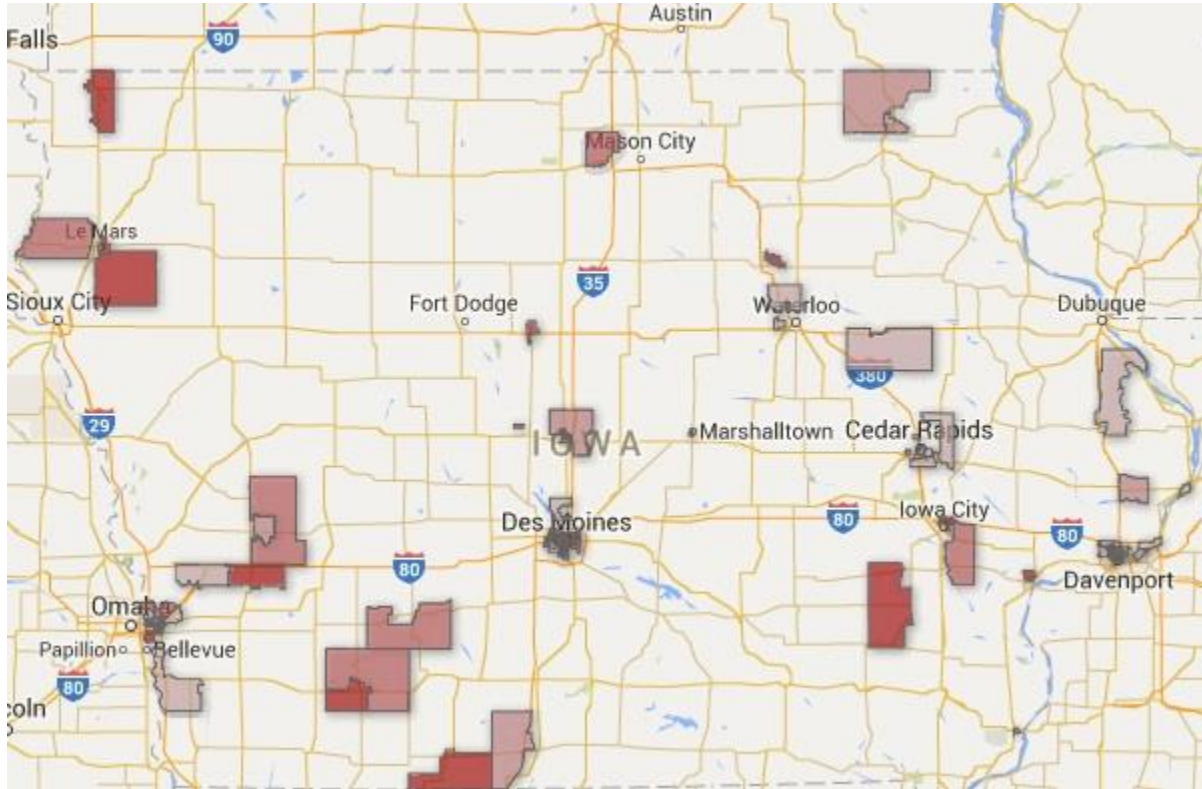 Austin
Falls
90
Mason City
Le Mars
35
Sioux City
Fort Dodge
Waterloo
Dubuque
380
29
IOWA
Marshalltown
Cedar Rapids
Des Moines
80
Iowa City
80
80
Davenport
Omaha
Papillion
Bellevue
80
coln